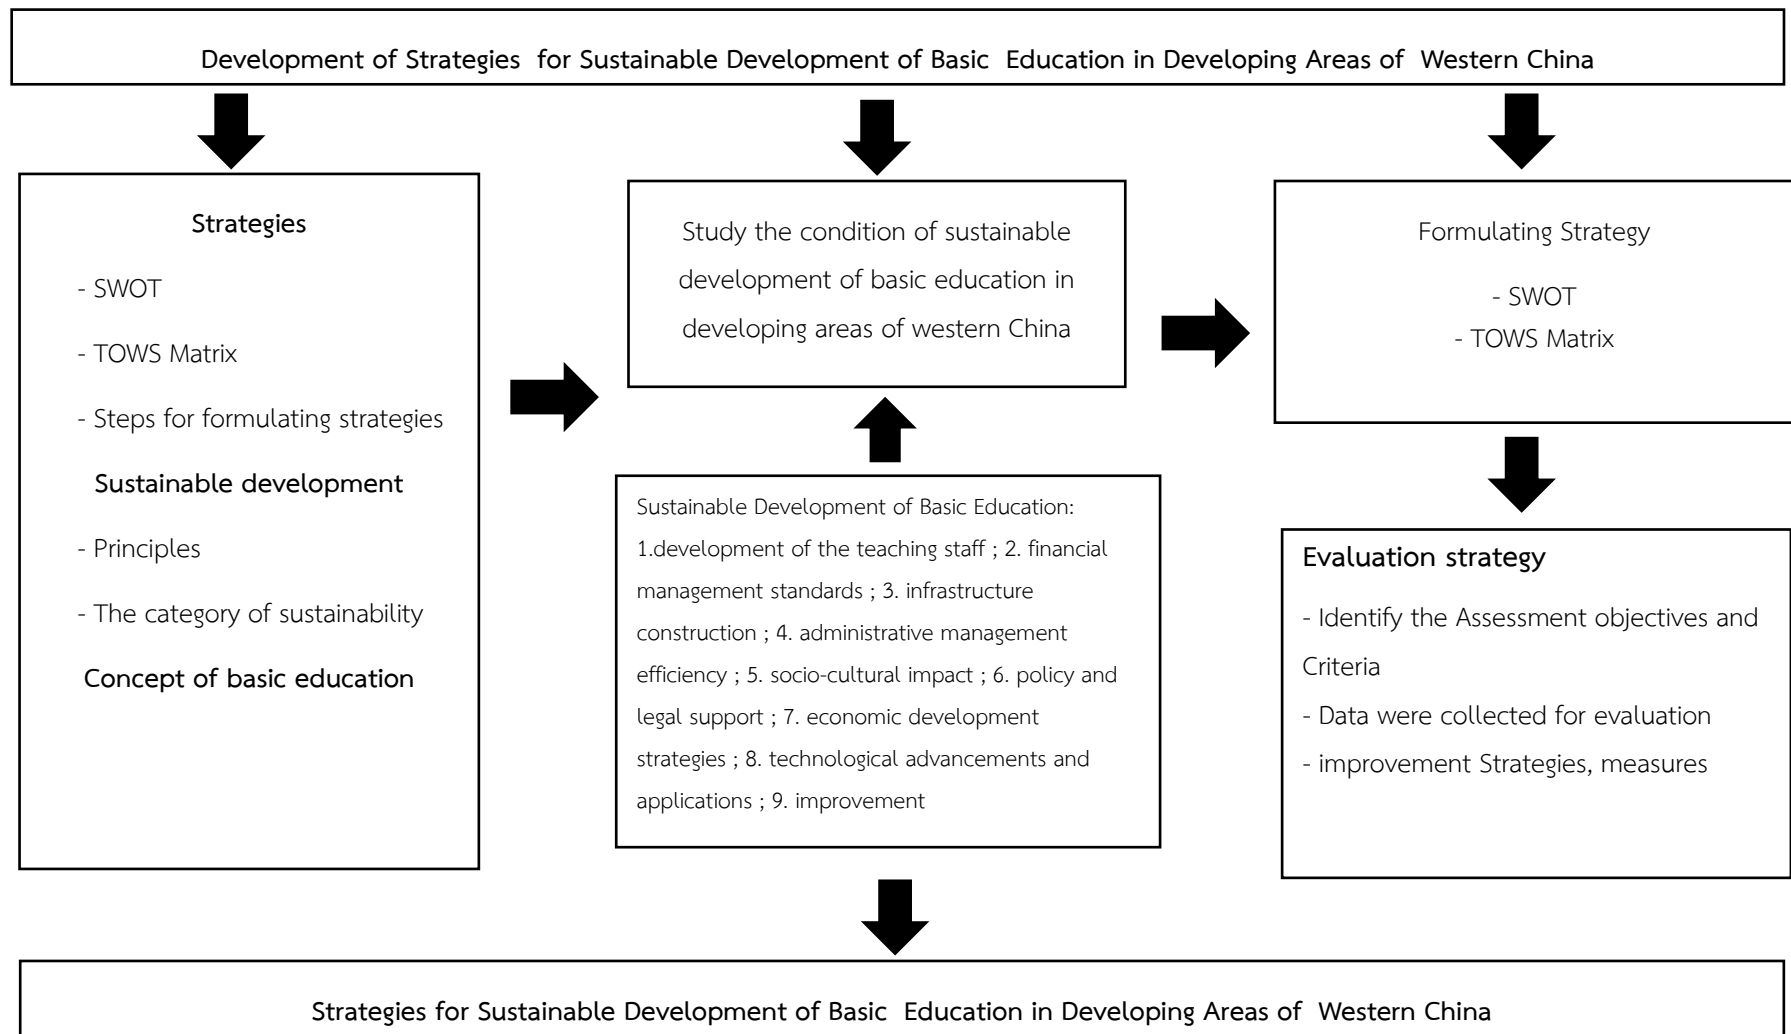 Development of Strategies for Sustainable Development of Basic Education in Developing Areas of Western China
Strategies
- SWOT
- TOWS Matrix
- Steps for formulating strategies
Sustainable development
- Principles
- The category of sustainability
Concept of basic education
Study the condition of sustainable
development of basic education in
developing areas of western China
Sustainable Development of Basic Education:
1.development of the teaching staff ; 2. financial
management standards ; 3. infrastructure
construction ; 4. administrative management
efficiency ; 5. socio-cultural impact ; 6. policy and
legal support ; 7. economic development
strategies ; 8. technological advancements and
applications ; 9. improvement
Formulating Strategy
- SWOT
- TOWS Matrix
Evaluation strategy
- Identify the Assessment objectives and
Criteria
- Data were collected for evaluation
- improvement Strategies, measures
Strategies for Sustainable Development of Basic Education in Developing Areas of Western China